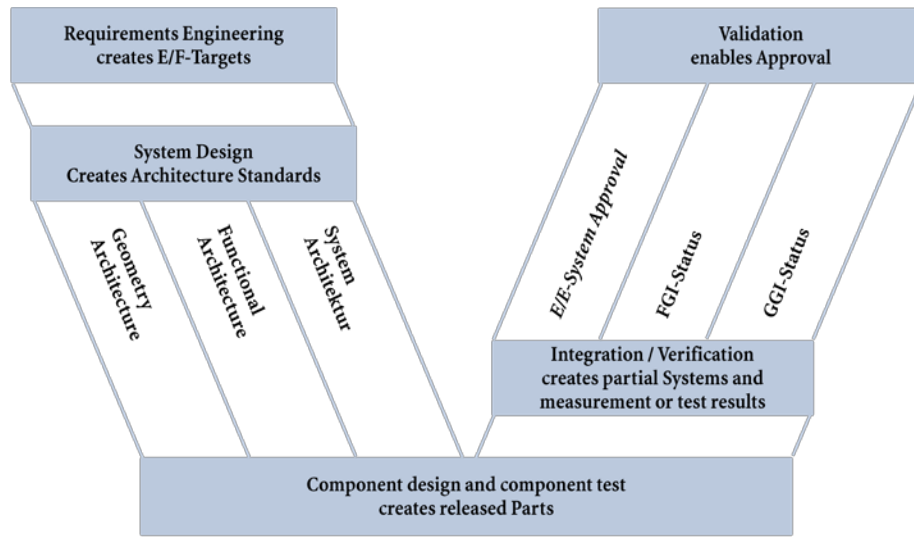 Requirements Engineering
creates E/F-Targets
Validation
enables Approval
System Design
Creates Architecture Standards
Geometry
Architecture
Functional
Architecture
System
Architektur
E/E-System Approval
FGI-Status
GGI-Status
Integration / Verification
creates partial Systems and
measurement or test results
Component design and component test
creates released Parts